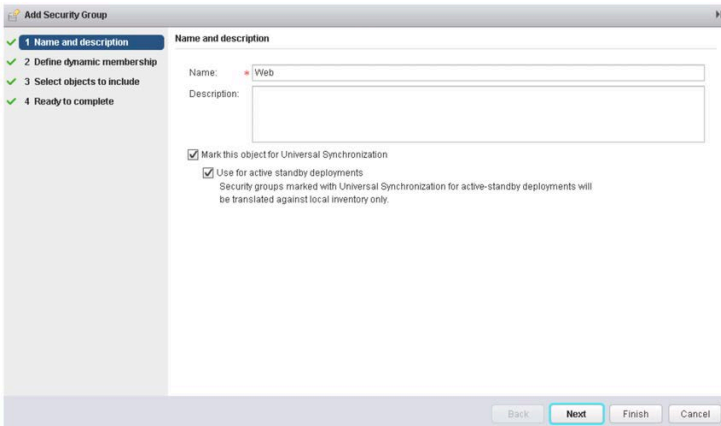 Add Security Group
1 Name and description
2 Define dynamic membership
3 Select objects to include
4 Ready to complete
Name and description
Name: * Web
Description:
Mark this object for Universal Synchronization
Use for active standby deployments
Security groups marked with Universal Synchronization for active-standby deployments will
be translated against local inventory only.
Back Next Finish Cancel